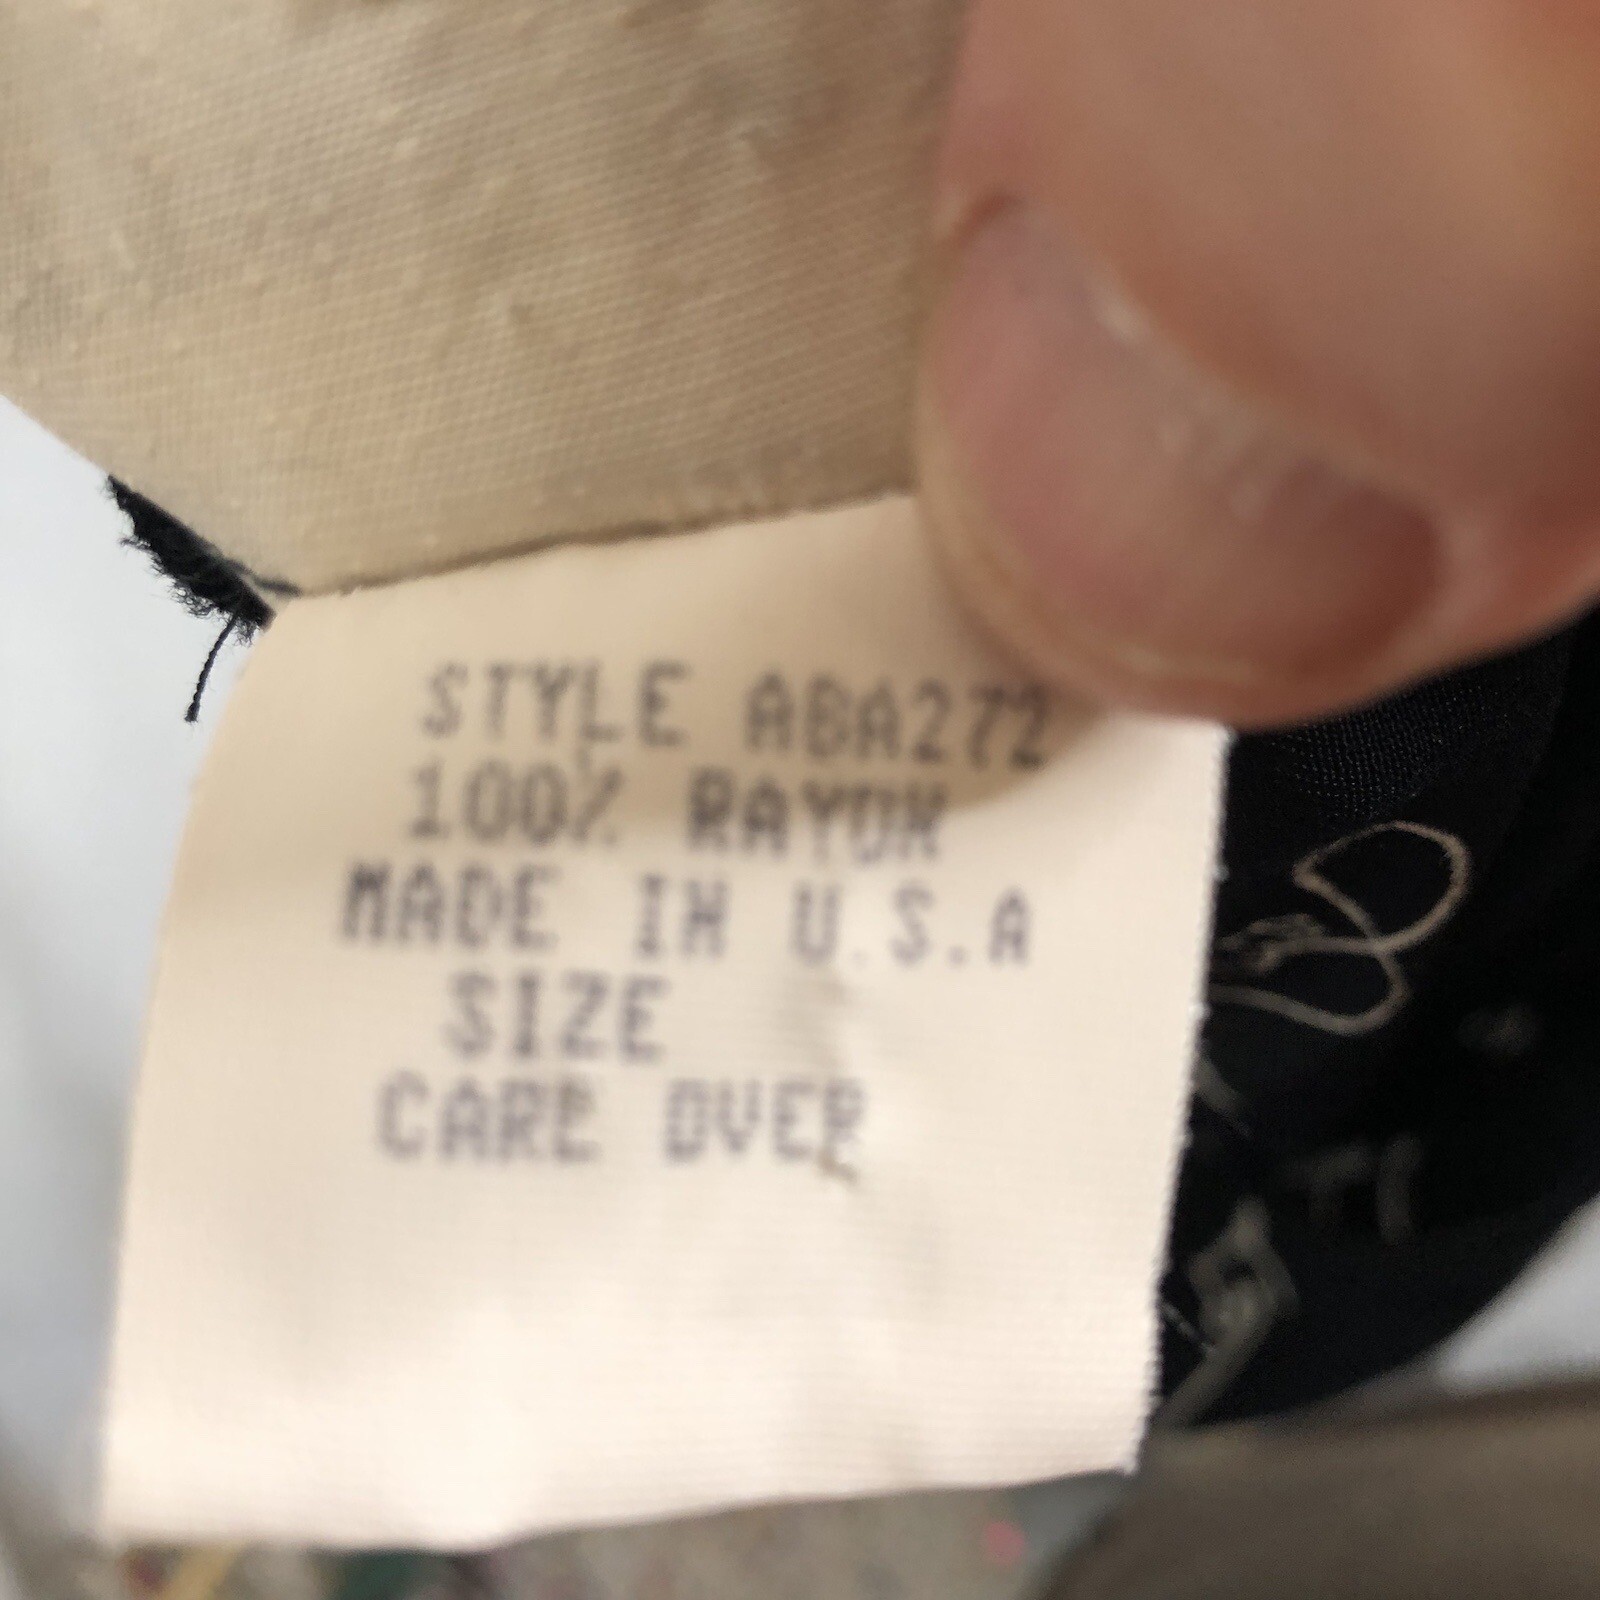 STYLE ABA272
100% RAYON
MADE IN U.S.A
SIZE
CARE OVER